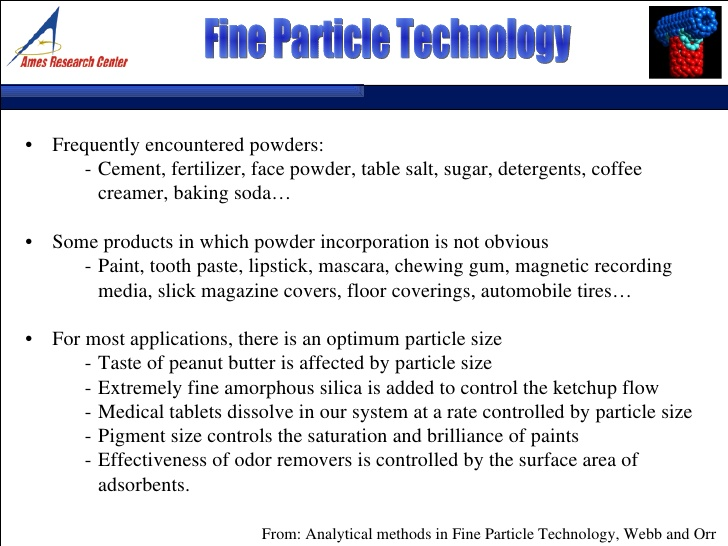 Ames Research Center
Fine Particle Technology
• Frequently encountered powders:
- Cement, fertilizer, face powder, table salt, sugar, detergents, coffee
creamer, baking soda…
• Some products in which powder incorporation is not obvious
- Paint, tooth paste, lipstick, mascara, chewing gum, magnetic recording
media, slick magazine covers, floor coverings, automobile tires…
• For most applications, there is an optimum particle size
- Taste of peanut butter is affected by particle size
- Extremely fine amorphous silica is added to control the ketchup flow
- Medical tablets dissolve in our system at a rate controlled by particle size
- Pigment size controls the saturation and brilliance of paints
- Effectiveness of odor removers is controlled by the surface area of
adsorbents.
From: Analytical methods in Fine Particle Technology, Webb and Orr